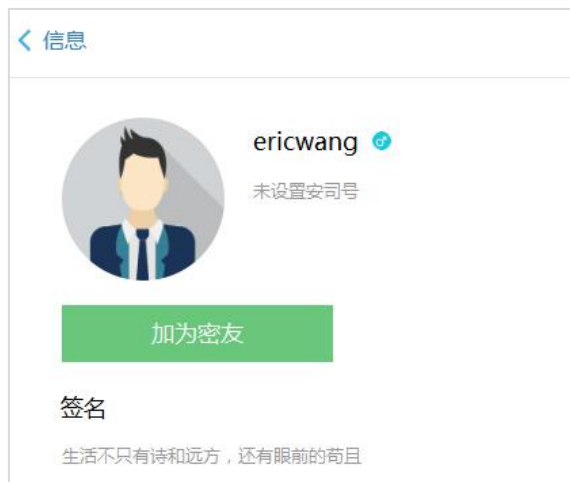 信息
ericwang
未设置安司号
加为密友
签名
生活不只有诗和远方，还有眼前的苟且